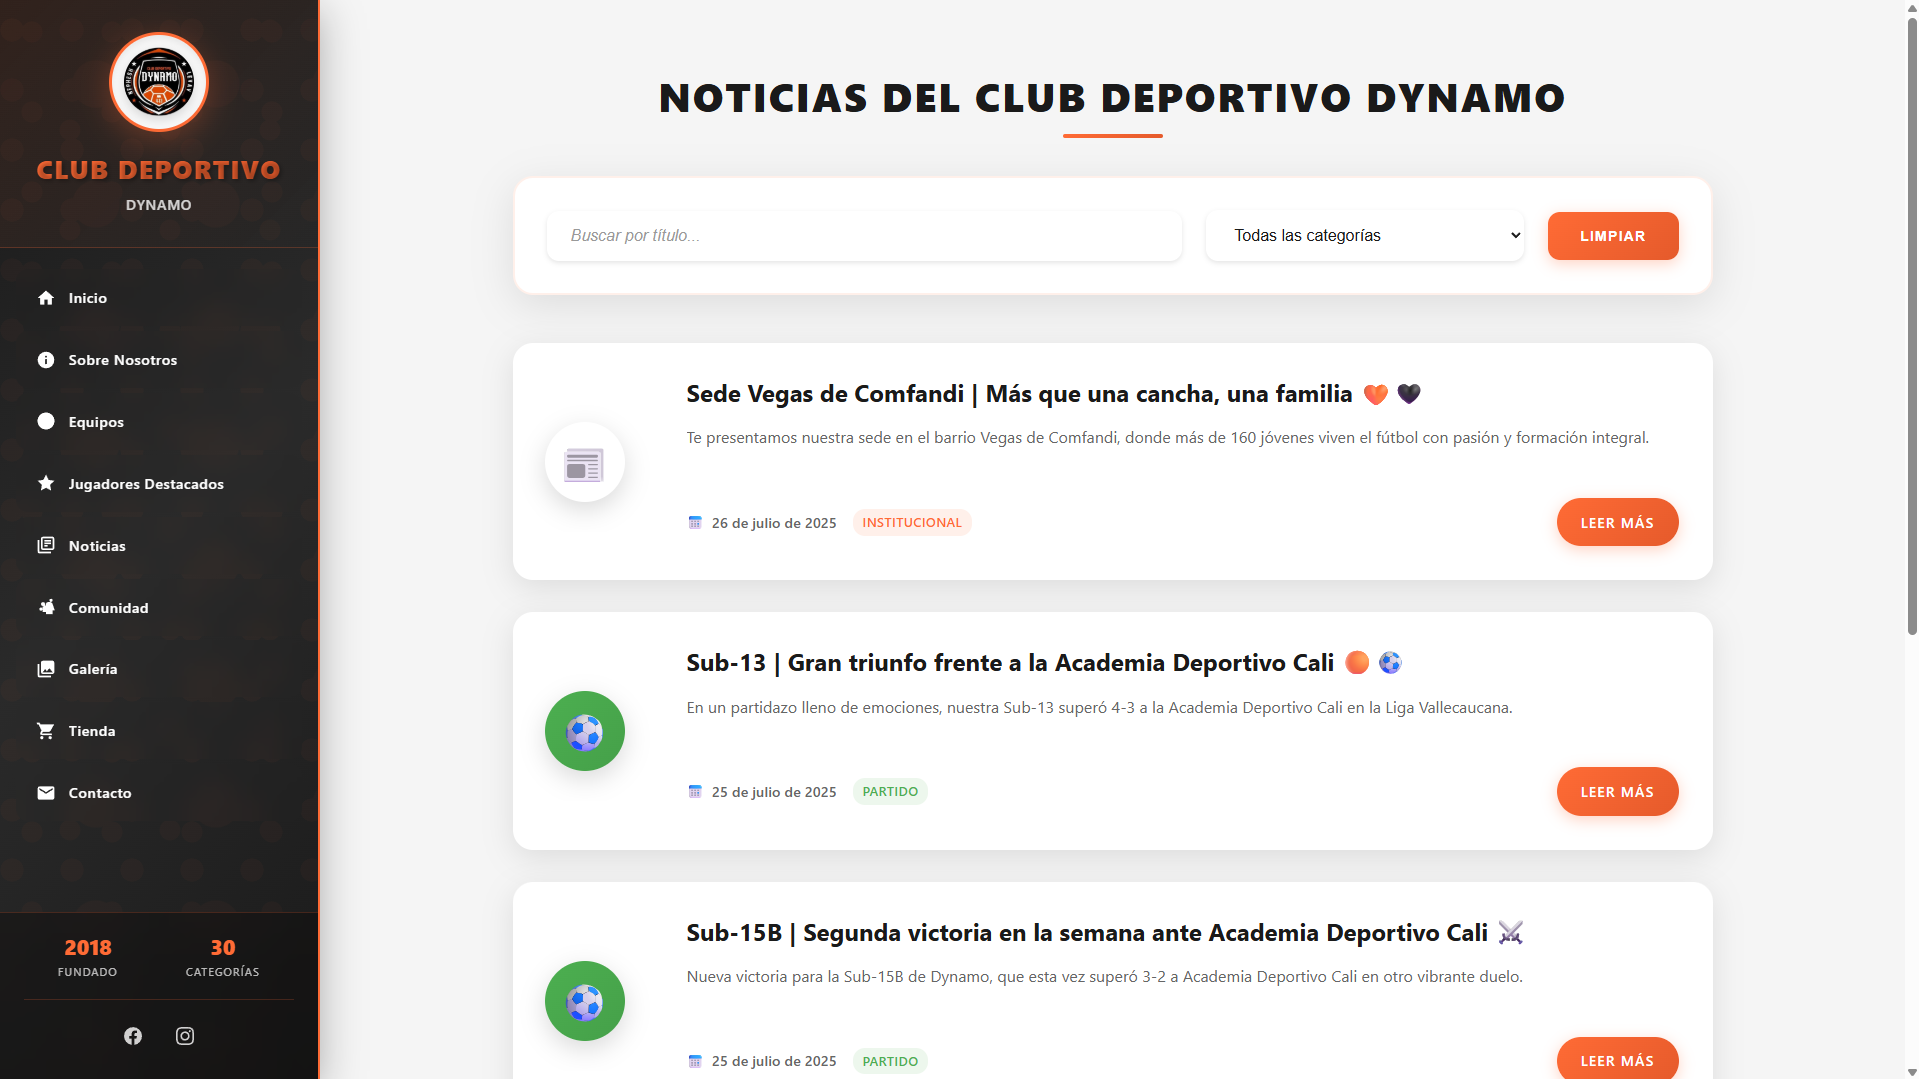 DYNAMO
CLUB DEPORTIVO
DYNAMO
Inicio
Sobre Nosotros
Equipos
Jugadores Destacados
Noticias
Comunidad
Galería
Tienda
Contacto
2018
FUNDADO
30
CATEGORÍAS
NOTICIAS DEL CLUB DEPORTIVO DYNAMO
Buscar por título...
Todas las categorías
LIMPIAR
Sede Vegas de Comfandi | Más que una cancha, una familia 🧡 🖤
Te presentamos nuestra sede en el barrio Vegas de Comfandi, donde más de 160 jóvenes viven el fútbol con pasión y formación integral.
26 de julio de 2025 INSTITUCIONAL
LEER MÁS
Sub-13 | Gran triunfo frente a la Academia Deportivo Cali 🟠 ⚽
En un partidazo lleno de emociones, nuestra Sub-13 superó 4-3 a la Academia Deportivo Cali en la Liga Vallecaucana.
25 de julio de 2025 PARTIDO
LEER MÁS
Sub-15B | Segunda victoria en la semana ante Academia Deportivo Cali ⚔️
Nueva victoria para la Sub-15B de Dynamo, que esta vez superó 3-2 a Academia Deportivo Cali en otro vibrante duelo.
25 de julio de 2025 PARTIDO
LEER MÁS